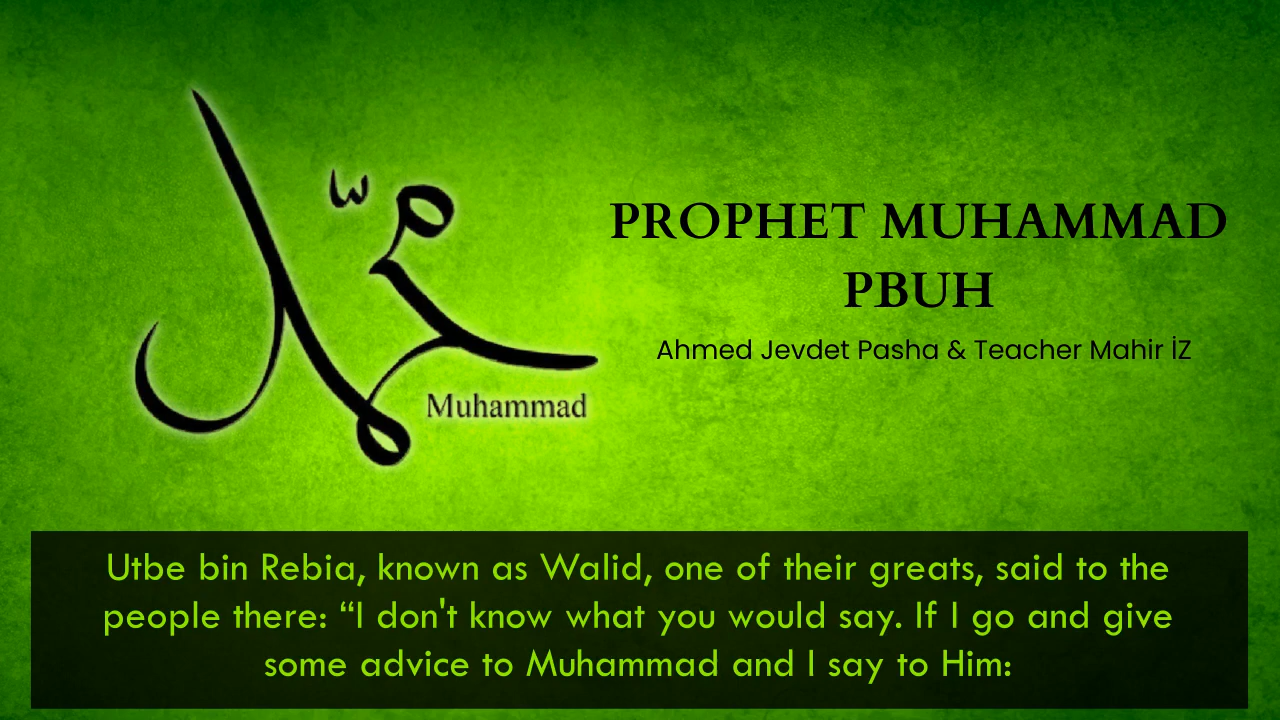 محمد
Muhammad
PROPHET MUHAMMAD
PBUH
Ahmed Jevdet Pasha & Teacher Mahir İZ
Utbe bin Rebia, known as Walid, one of their greats, said to the
people there: “I don't know what you would say. If I go and give
some advice to Muhammad and I say to Him: